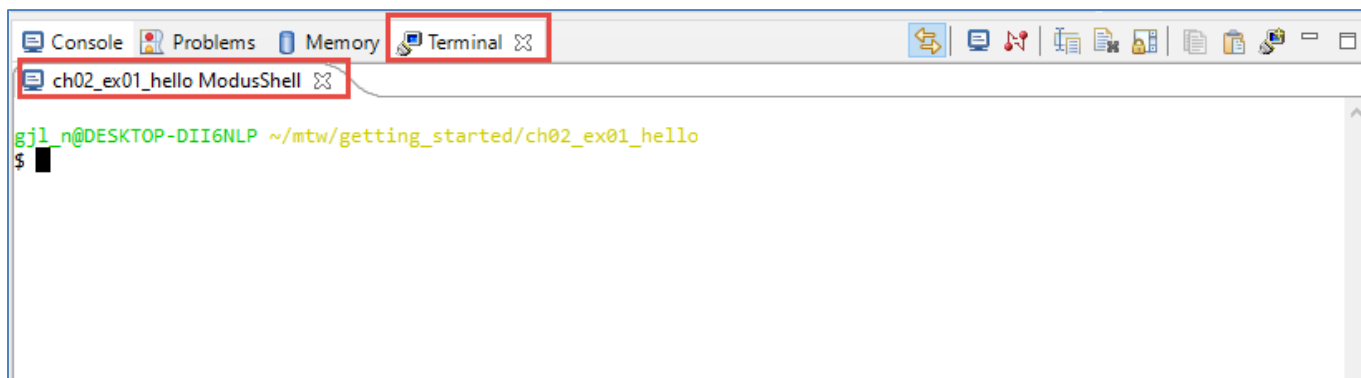 Console Problems Memory Terminal
ch02_ex01_hello ModusShell
gjl_n@DESKTOP-DII6NLP ~/mtw/getting_started/ch02_ex01_hello
$